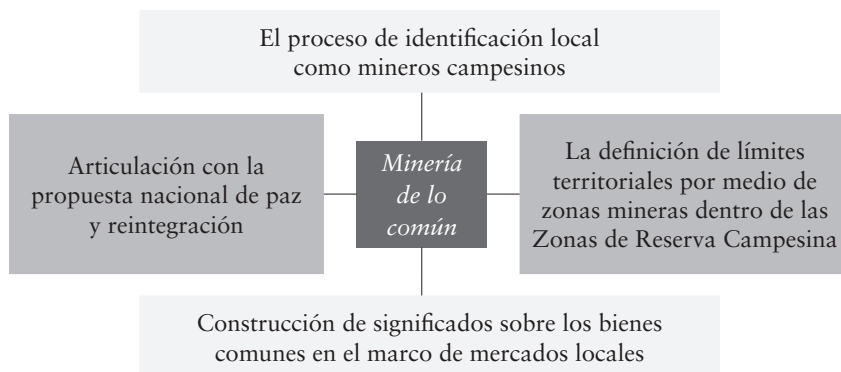 El proceso de identificación local
como mineros campesinos
Articulación con la
propuesta nacional de paz
y reintegración
Minería
de lo
común
La definición de límites
territoriales por medio de
zonas mineras dentro de las
Zonas de Reserva Campesina
Construcción de significados sobre los bienes
comunes en el marco de mercados locales